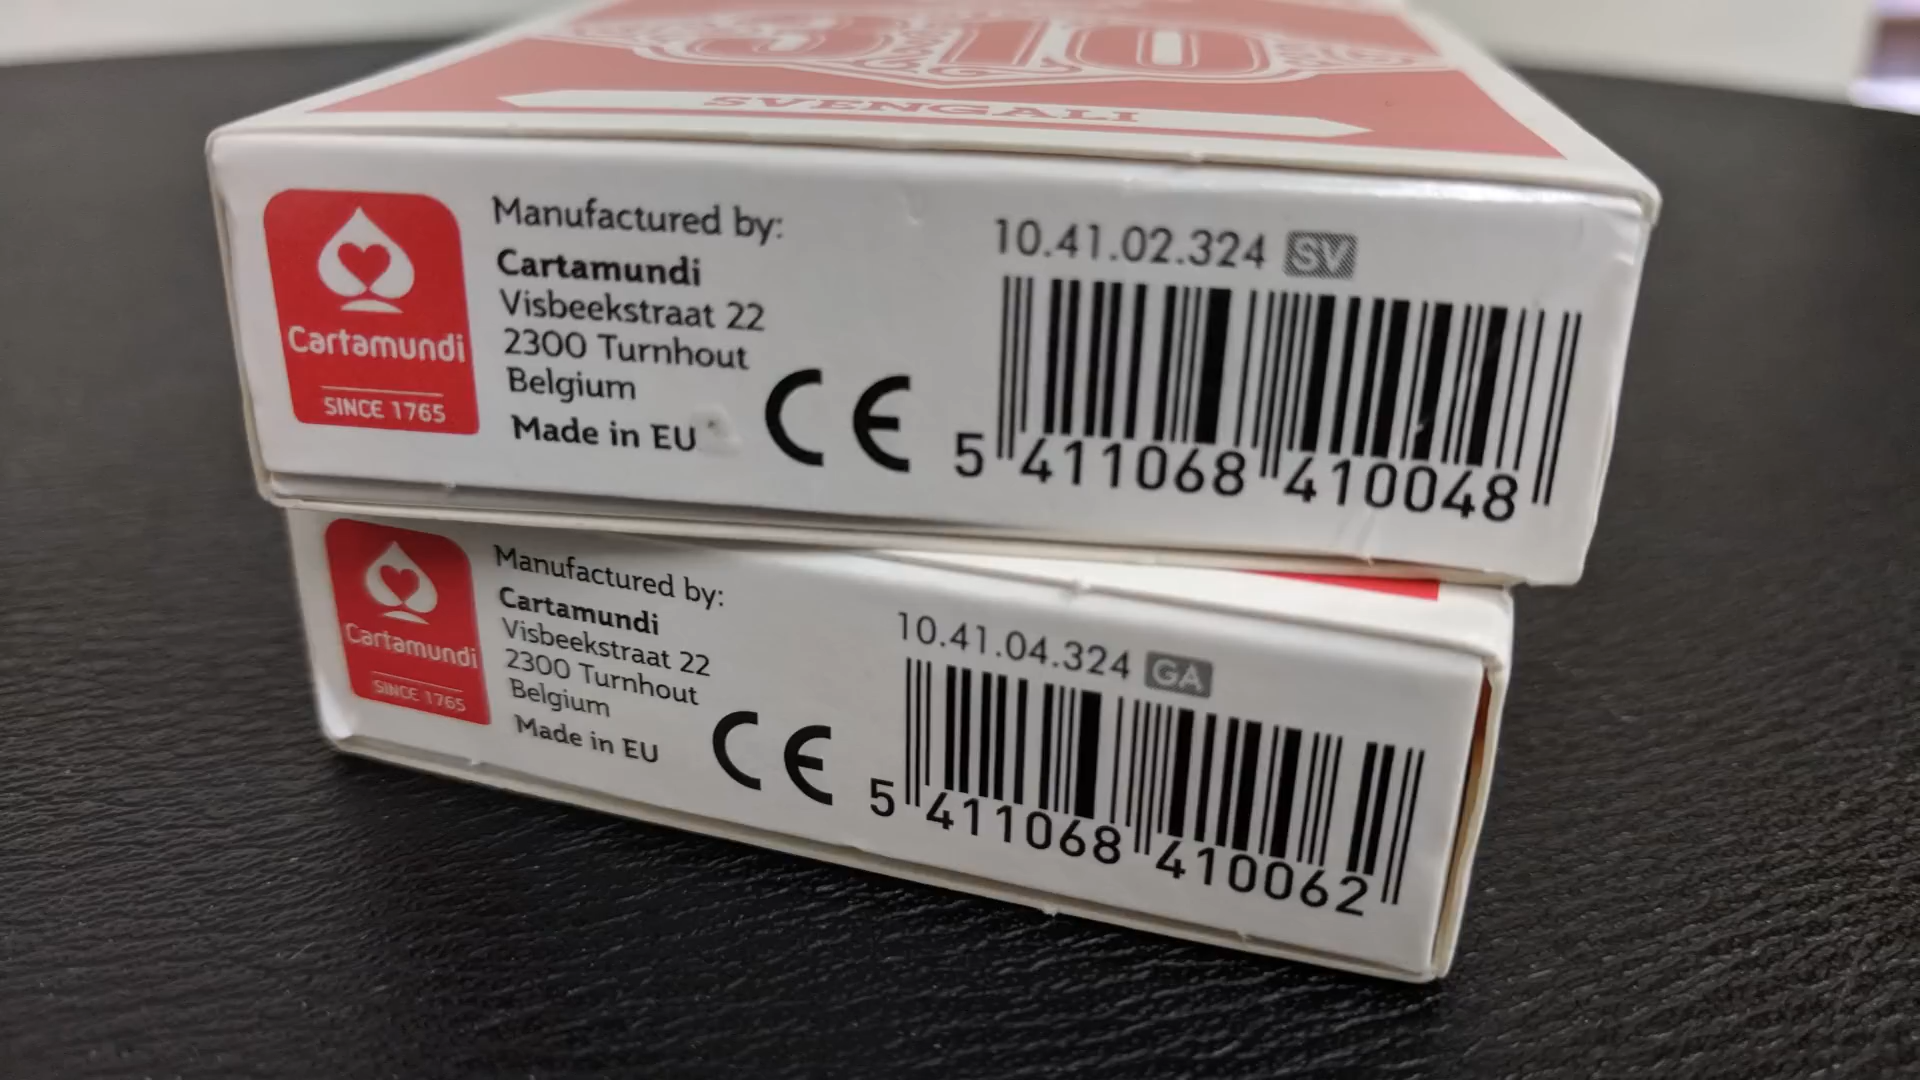 310
SVENGALI
Cartamundi
SINCE 1765
Manufactured by:
Cartamundi
Visbeekstraat 22
2300 Turnhout
Belgium
Made in EU
CE
10.41.02.324 SV
5 411068 410048
Cartamundi
SINCE 1765
Manufactured by:
Cartamundi
Visbeekstraat 22
2300 Turnhout
Belgium
Made in EU
CE
10.41.04.324 GA
5 411068 410062